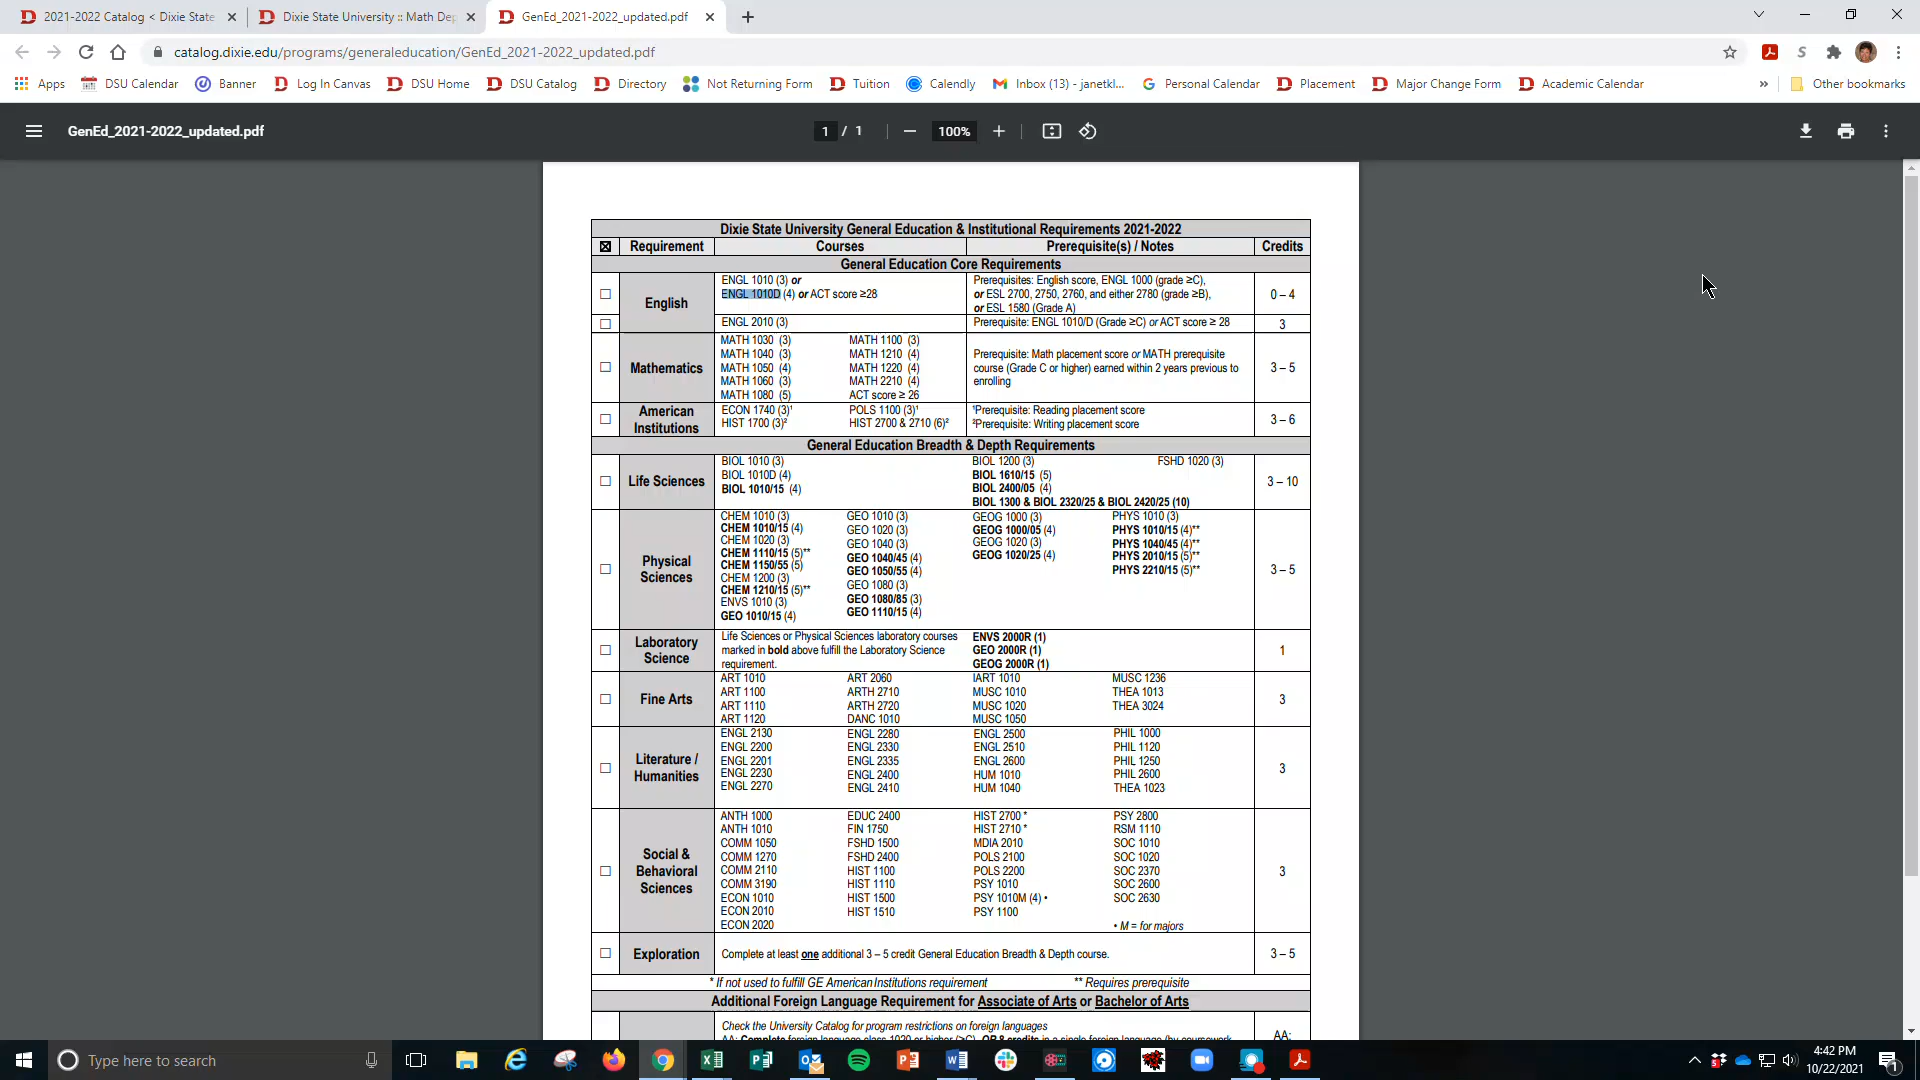 2021-2022 Catalog < Dixie State
Dixie State University :: Math Dep
GenEd_2021-2022_updated.pdf
catalog.dixie.edu/programs/generaleducation/GenEd_2021-2022_updated.pdf
Apps DSU Calendar Banner Log In Canvas DSU Home DSU Catalog Directory Not Returning Form Tuition Calendly Inbox (13) - janetkl... Personal Calendar Placement Major Change Form Academic Calendar » Other bookmarks
GenEd_2021-2022_updated.pdf 1 / 1 100%
Dixie State University General Education & Institutional Requirements 2021-2022
Requirement Courses Prerequisite(s) / Notes Credits
General Education Core Requirements
English
ENGL 1010 (3) or
ENGL 1010D (4) or ACT score ≥28
Prerequisites: English score, ENGL 1000 (grade ≥C),
or ESL 2700, 2750, 2760, and either 2780 (grade ≥B),
or ESL 1580 (Grade A)
0 – 4
ENGL 2010 (3) Prerequisite: ENGL 1010/D (Grade ≥C) or ACT score ≥ 28 3
Mathematics
MATH 1030 (3) MATH 1100 (3)
MATH 1040 (3) MATH 1210 (4)
MATH 1050 (4) MATH 1220 (4)
MATH 1060 (3) MATH 2210 (4)
MATH 1080 (5) ACT score ≥ 26
Prerequisite: Math placement score or MATH prerequisite
course (Grade C or higher) earned within 2 years previous to
enrolling
3 – 5
American
Institutions
ECON 1740 (3)¹ POLS 1100 (3)¹
HIST 1700 (3)² HIST 2700 & 2710 (6)²
¹Prerequisite: Reading placement score
²Prerequisite: Writing placement score
3 – 6
General Education Breadth & Depth Requirements
Life Sciences
BIOL 1010 (3)
BIOL 1010D (4)
BIOL 1010/15 (4)
BIOL 1200 (3) FSHD 1020 (3)
BIOL 1610/15 (5)
BIOL 2400/05 (4)
BIOL 1300 & BIOL 2320/25 & BIOL 2420/25 (10)
3 – 10
Physical
Sciences
CHEM 1010 (3)
CHEM 1010/15 (4)
CHEM 1020 (3)
CHEM 1110/15 (5)**
CHEM 1150/55 (5)
CHEM 1200 (3)
CHEM 1210/15 (5)**
ENVS 1010 (3)
GEO 1010/15 (4)
GEO 1010 (3)
GEO 1020 (3)
GEO 1040 (3)
GEO 1040/45 (4)
GEO 1050/55 (4)
GEO 1080 (3)
GEO 1080/85 (3)
GEO 1110/15 (4)
GEOG 1000 (3)
GEOG 1000/05 (4)
GEOG 1020 (3)
GEOG 1020/25 (4)
PHYS 1010 (3)
PHYS 1010/15 (4)**
PHYS 1040/45 (4)**
PHYS 2010/15 (5)**
PHYS 2210/15 (5)**
3 – 5
Laboratory
Science
Life Sciences or Physical Sciences laboratory courses
marked in bold above fulfill the Laboratory Science
requirement.
ENVS 2000R (1)
GEO 2000R (1)
GEOG 2000R (1)
1
Fine Arts
ART 1010 ART 2060 IART 1010 MUSC 1236
ART 1100 ARTH 2710 MUSC 1010 THEA 1013
ART 1110 ARTH 2720 MUSC 1020 THEA 3024
ART 1120 DANC 1010 MUSC 1050
3
Literature /
Humanities
ENGL 2130 ENGL 2280 ENGL 2500 PHIL 1000
ENGL 2200 ENGL 2330 ENGL 2510 PHIL 1120
ENGL 2201 ENGL 2335 ENGL 2600 PHIL 1250
ENGL 2230 ENGL 2400 HUM 1010 PHIL 2600
ENGL 2270 ENGL 2410 HUM 1040 THEA 1023
3
Social &
Behavioral
Sciences
ANTH 1000 EDUC 2400 HIST 2700 * PSY 2800
ANTH 1010 FIN 1750 HIST 2710 * RSM 1110
COMM 1050 FSHD 1500 MDIA 2010 SOC 1010
COMM 1270 FSHD 2400 POLS 2100 SOC 1020
COMM 2110 HIST 1100 POLS 2200 SOC 2370
COMM 3190 HIST 1110 PSY 1010 SOC 2600
ECON 1010 HIST 1500 PSY 1010M (4) • SOC 2630
ECON 2010 HIST 1510 PSY 1100
ECON 2020 • M = for majors
3
Exploration Complete at least one additional 3 – 5 credit General Education Breadth & Depth course. 3 – 5
* If not used to fulfill GE American Institutions requirement ** Requires prerequisite
Additional Foreign Language Requirement for Associate of Arts or Bachelor of Arts
Check the University Catalog for program restrictions on foreign languages
AA:
Type here to search
4:42 PM
10/22/2021